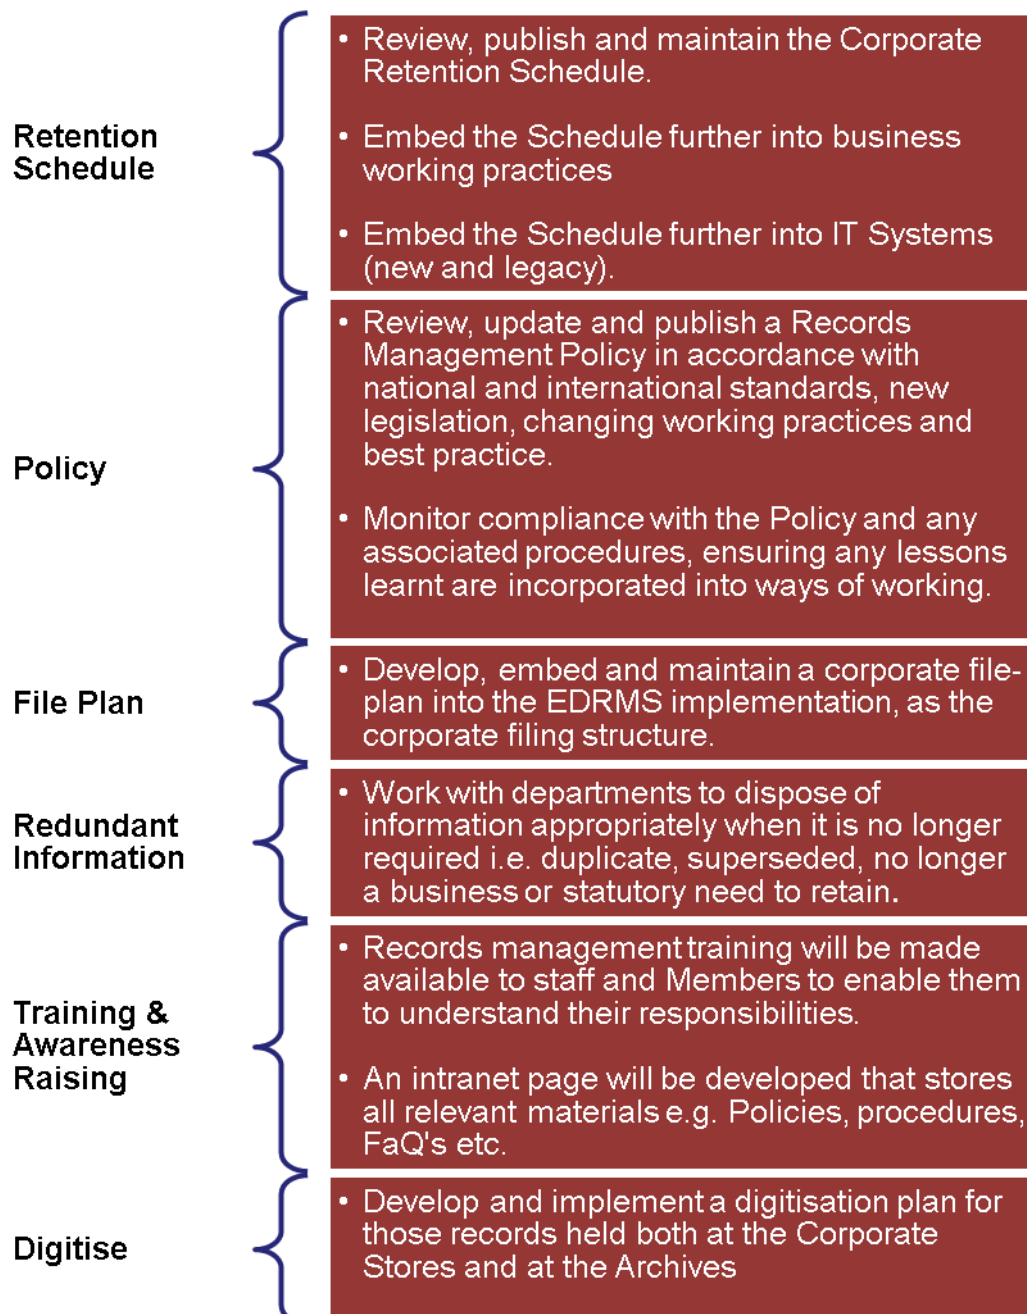 Retention
Schedule
• Review, publish and maintain the Corporate
Retention Schedule.
• Embed the Schedule further into business
working practices
• Embed the Schedule further into IT Systems
(new and legacy).
Policy
• Review, update and publish a Records
Management Policy in accordance with
national and international standards, new
legislation, changing working practices and
best practice.
• Monitor compliance with the Policy and any
associated procedures, ensuring any lessons
learnt are incorporated into ways of working.
File Plan
• Develop, embed and maintain a corporate file-
plan into the EDRMS implementation, as the
corporate filing structure.
Redundant
Information
• Work with departments to dispose of
information appropriately when it is no longer
required i.e. duplicate, superseded, no longer
a business or statutory need to retain.
Training &
Awareness
Raising
• Records management training will be made
available to staff and Members to enable them
to understand their responsibilities.
• An intranet page will be developed that stores
all relevant materials e.g. Policies, procedures,
FaQ's etc.
Digitise
• Develop and implement a digitisation plan for
those records held both at the Corporate
Stores and at the Archives